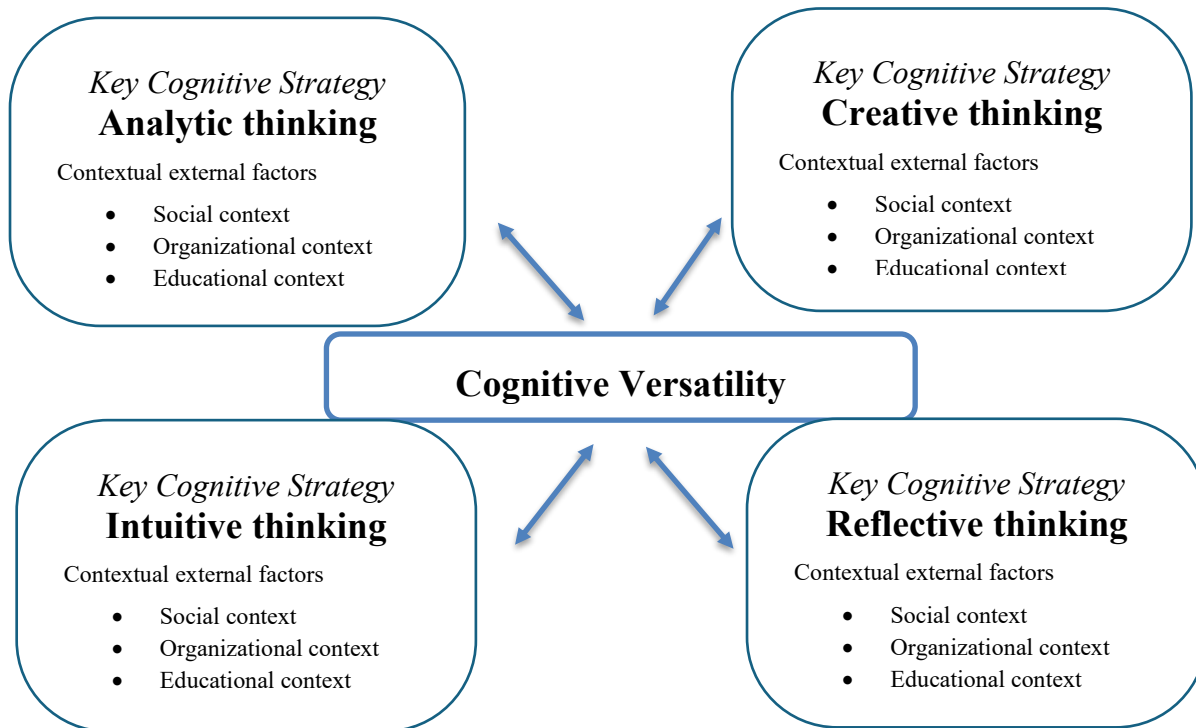 Key Cognitive Strategy
Analytic thinking
Contextual external factors
• Social context
• Organizational context
• Educational context
Key Cognitive Strategy
Creative thinking
Contextual external factors
• Social context
• Organizational context
• Educational context
Cognitive Versatility
Key Cognitive Strategy
Intuitive thinking
Contextual external factors
• Social context
• Organizational context
• Educational context
Key Cognitive Strategy
Reflective thinking
Contextual external factors
• Social context
• Organizational context
• Educational context